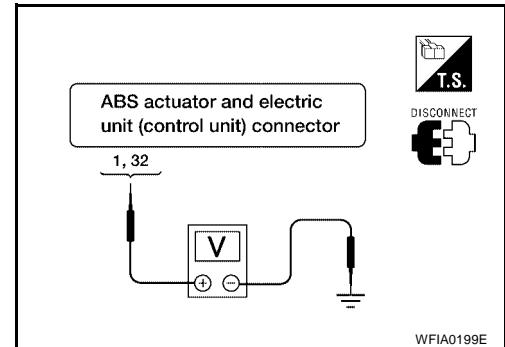 T.S.
DISCONNECT
ABS actuator and electric
unit (control unit) connector
1, 32
V
+ −
WFIA0199E